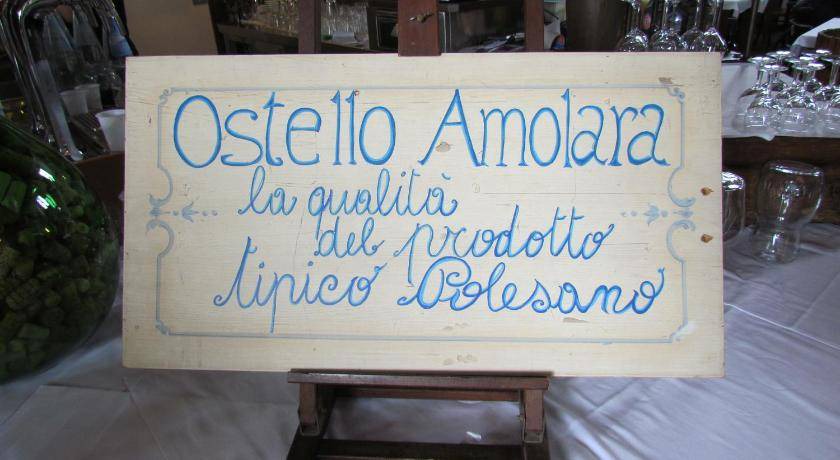 Ostello Amolara
la qualità
del prodotto
tipico Polesano